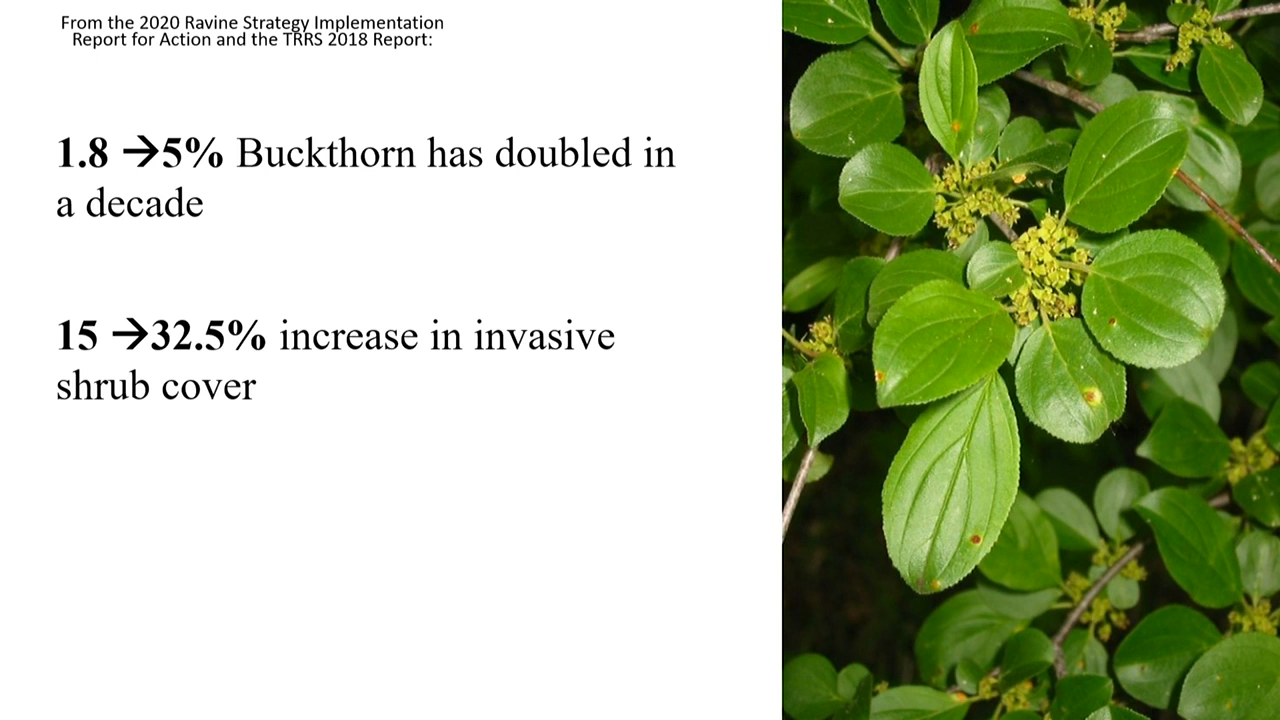 From the 2020 Ravine Strategy Implementation
Report for Action and the TRRS 2018 Report:
1.8 →5% Buckthorn has doubled in
a decade
15 →32.5% increase in invasive
shrub cover